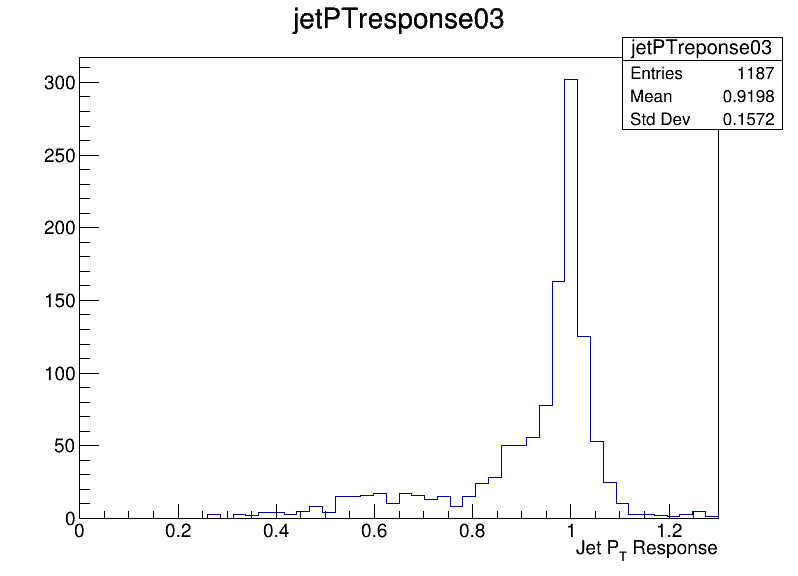 jetPTresponse03
jetPTreponse03
Entries 1187
Mean 0.9198
Std Dev 0.1572
300
250
200
150
100
50
0
0 0.2 0.4 0.6 0.8 1 1.2
Jet P_T Response